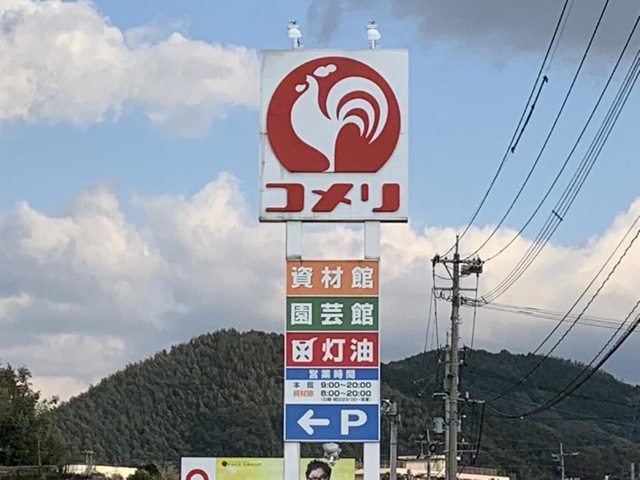 コメリ
資材館
園芸館
灯油
営業時間
本館 9:00〜20:00
資材館 8:00〜20:00
←P